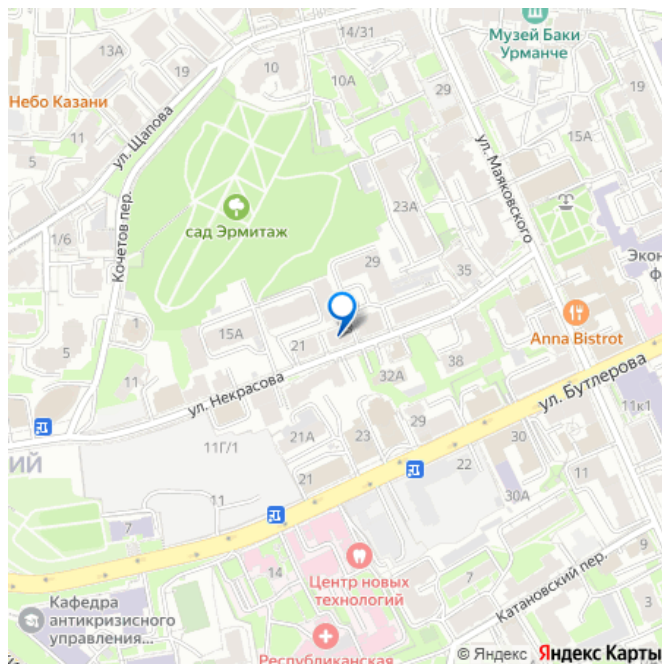 14/31
Музей Баки
Урманче
13А
19
10
10А
29
19
Небо Казани
11
ул. Щапова
5
15А
ул. Маяковского
23А
сад Эрмитаж
Кочетов пер.
1/6
29
35
Экон
ф
1
15А
21
Anna Bistrot
38
32А
11
ул. Некрасова
ул. Бутлерова
29
11к1
21А
23
30
ИЙ
11Г/1
22
11
21
11
30А
7
14
Центр новых
технологий
7
9
3
Катановский пер.
Кафедра
антикризисного
управления...
5
Республиканская
© Яндекс Яндекс Карты